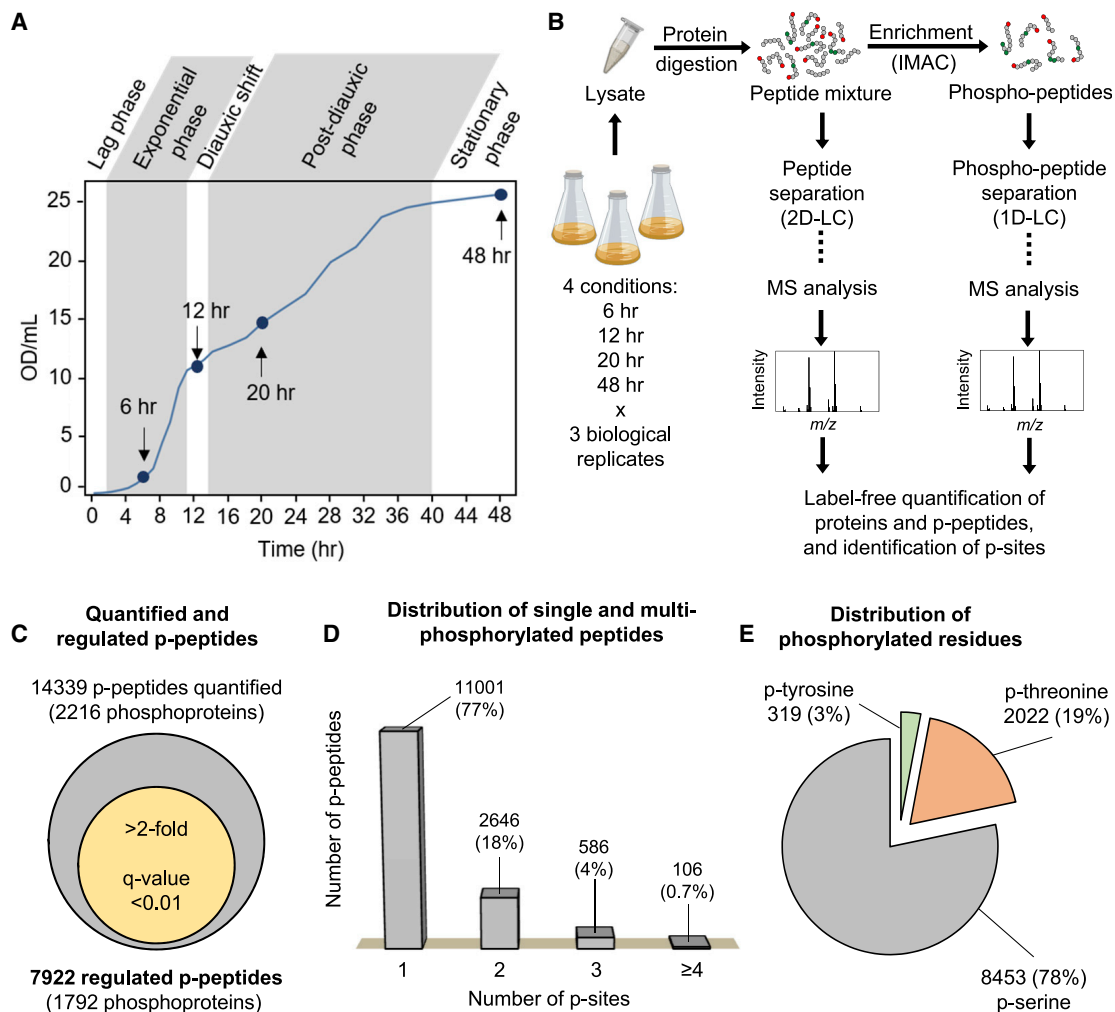 A
Lag phase
Exponential
phase
Diauxic shift
Post-diauxic
phase
Stationary
phase
25
20
15
10
5
0
OD/mL
6 hr
12 hr
20 hr
48 hr
0 4 8 12 16 20 24 28 32 36 40 44 48
Time (hr)
B
Lysate
Protein
digestion
Peptide mixture
Enrichment
(IMAC)
Phospho-peptides
4 conditions:
6 hr
12 hr
20 hr
48 hr
x
3 biological
replicates
Peptide
separation
(2D-LC)
MS analysis
Intensity
m/z
Phospho-peptide
separation
(1D-LC)
MS analysis
Intensity
m/z
Label-free quantification of
proteins and p-peptides,
and identification of p-sites
C
Quantified and
regulated p-peptides
14339 p-peptides quantified
(2216 phosphoproteins)
>2-fold
q-value
<0.01
7922 regulated p-peptides
(1792 phosphoproteins)
D
Distribution of single and multi-
phosphorylated peptides
Number of p-peptides
11001
(77%)
2646
(18%)
586
(4%)
106
(0.7%)
1 2 3 ≥4
Number of p-sites
E
Distribution of
phosphorylated residues
p-tyrosine
319 (3%)
p-threonine
2022 (19%)
8453 (78%)
p-serine